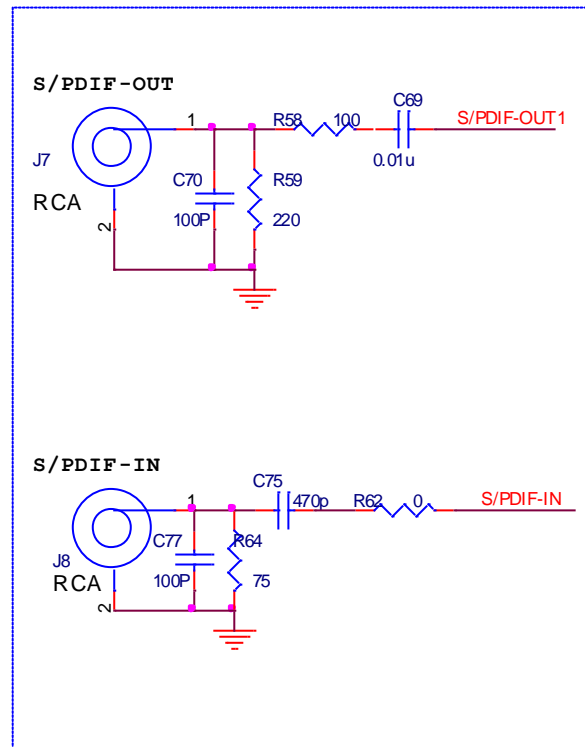 S/PDIF-OUT
C69
1
R58
100
S/PDIF-OUT1
J7
0.01u
C70
R59
RCA
100P
220
2
S/PDIF-IN
C75
1
470p
R62
0
S/PDIF-IN
C77
R64
J8
RCA
100P
75
2